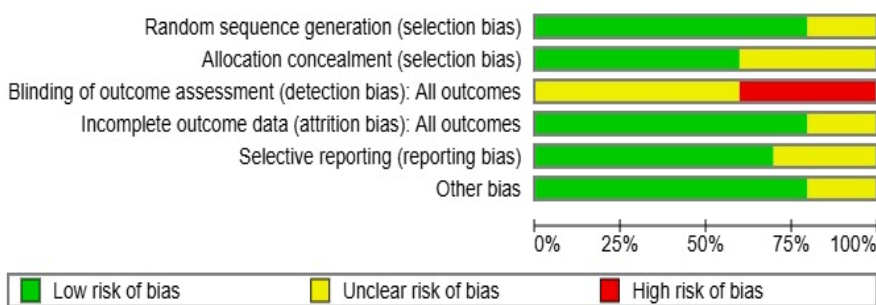 Random sequence generation (selection bias)
Allocation concealment (selection bias)
Blinding of outcome assessment (detection bias): All outcomes
Incomplete outcome data (attrition bias): All outcomes
Selective reporting (reporting bias)
Other bias
0% 25% 50% 75% 100%
Low risk of bias Unclear risk of bias High risk of bias